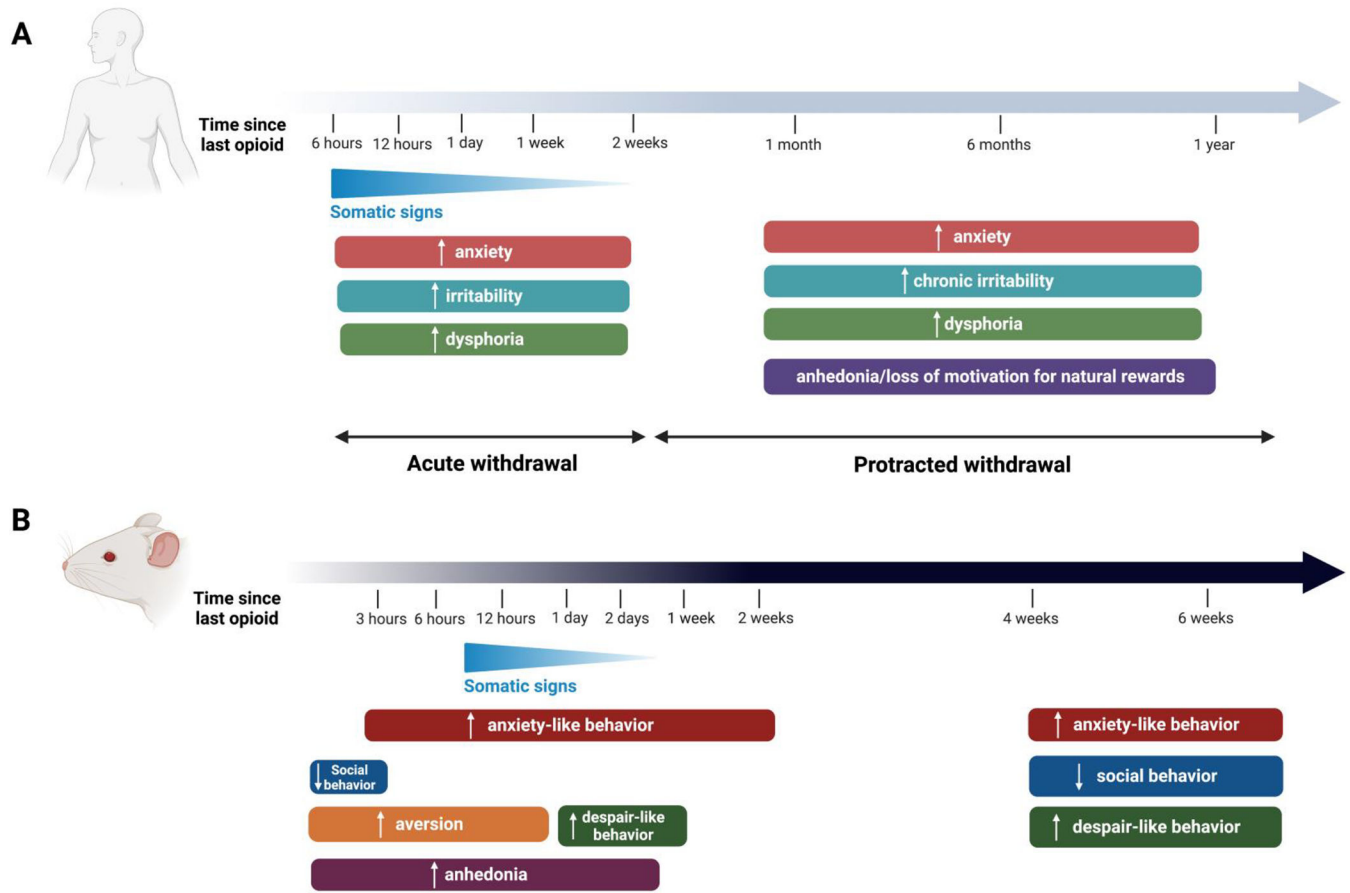 A
Time since
last opioid
6 hours 12 hours 1 day 1 week 2 weeks 1 month 6 months 1 year
Somatic signs
↑ anxiety ↑ anxiety
↑ irritability ↑ chronic irritability
↑ dysphoria ↑ dysphoria
anhedonia/loss of motivation for natural rewards
Acute withdrawal Protracted withdrawal
B
Time since
last opioid
3 hours 6 hours 12 hours 1 day 2 days 1 week 2 weeks 4 weeks 6 weeks
Somatic signs
↑ anxiety-like behavior ↑ anxiety-like behavior
↓ Social
behavior
↓ social behavior
↑ aversion
↑ despair-like
behavior
↑ despair-like behavior
↑ anhedonia